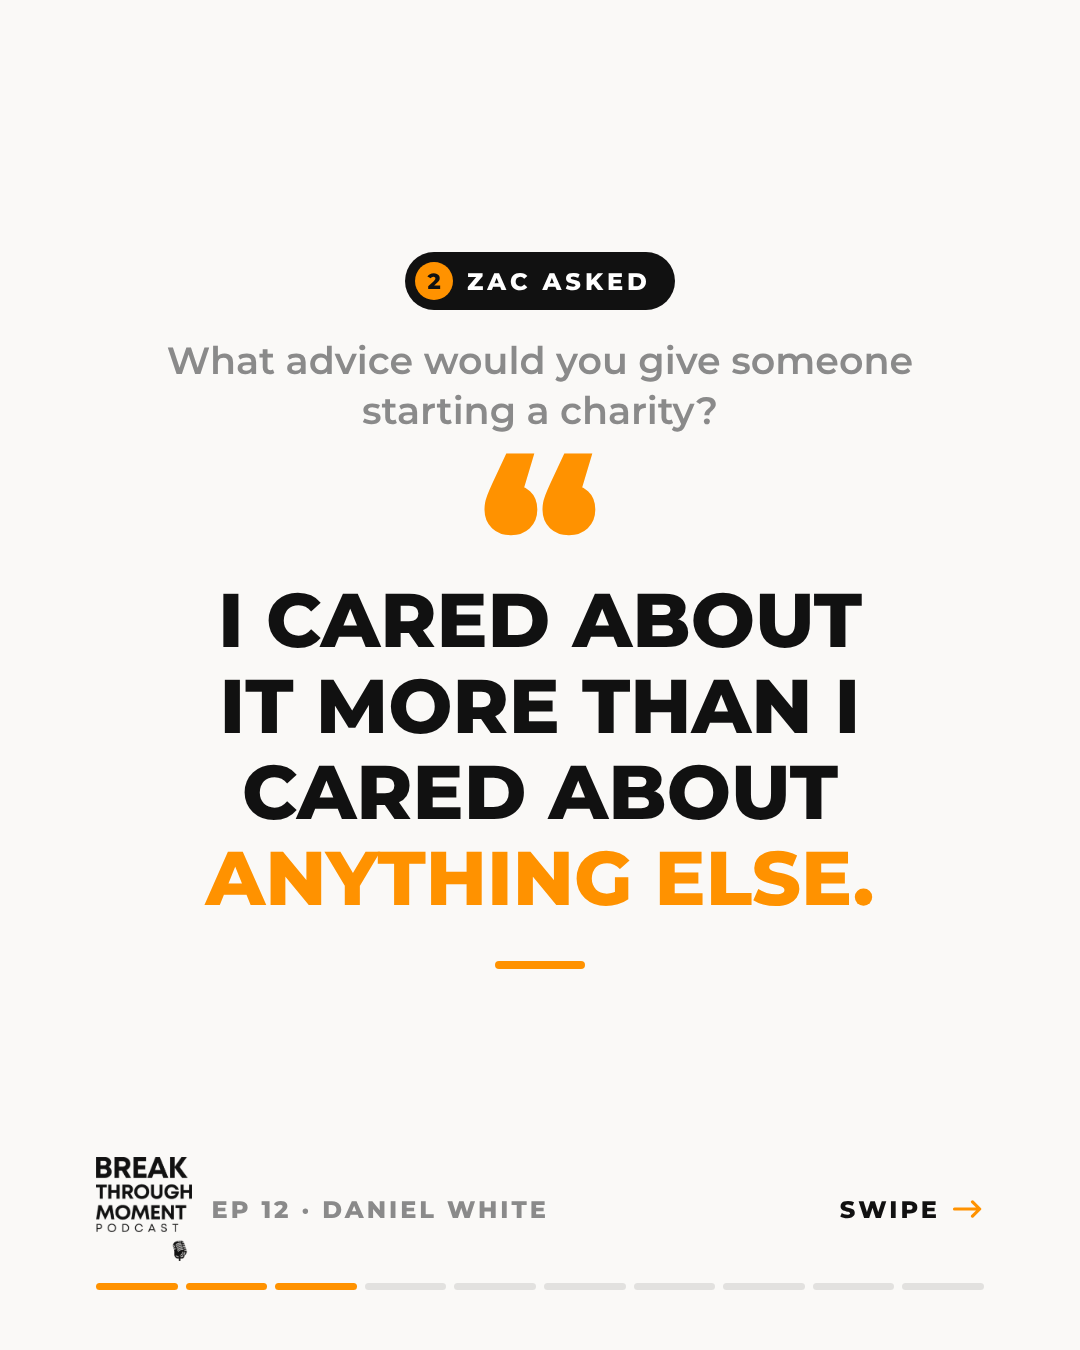 2 ZAC ASKED
What advice would you give someone
starting a charity?
“
I CARED ABOUT
IT MORE THAN I
CARED ABOUT
ANYTHING ELSE.
BREAK
THROUGH
MOMENT
PODCAST
EP 12 · DANIEL WHITE
SWIPE →